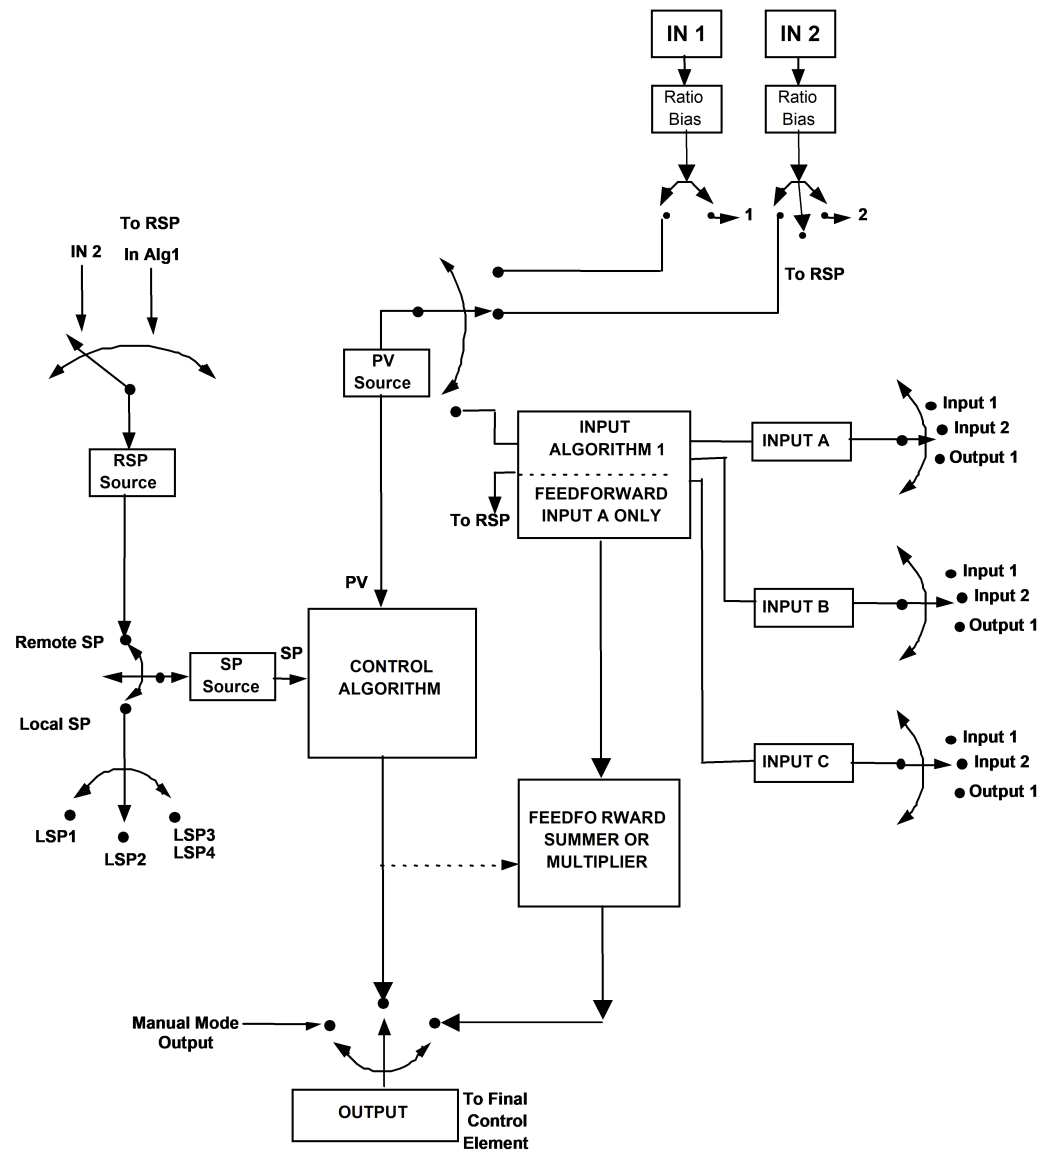 IN 1
IN 2
Ratio
Bias
Ratio
Bias
1
2
To RSP
To RSP
IN 2
In Alg1
PV
Source
RSP
Source
INPUT
ALGORITHM 1
FEEDFORWARD
INPUT A ONLY
To RSP
INPUT A
Input 1
Input 2
Output 1
INPUT B
Input 1
Input 2
Output 1
INPUT C
Input 1
Input 2
Output 1
PV
Remote SP
SP
Source
SP
CONTROL
ALGORITHM
Local SP
LSP1
LSP2
LSP3
LSP4
FEEDFO RWARD
SUMMER OR
MULTIPLIER
Manual Mode
Output
OUTPUT
To Final
Control
Element